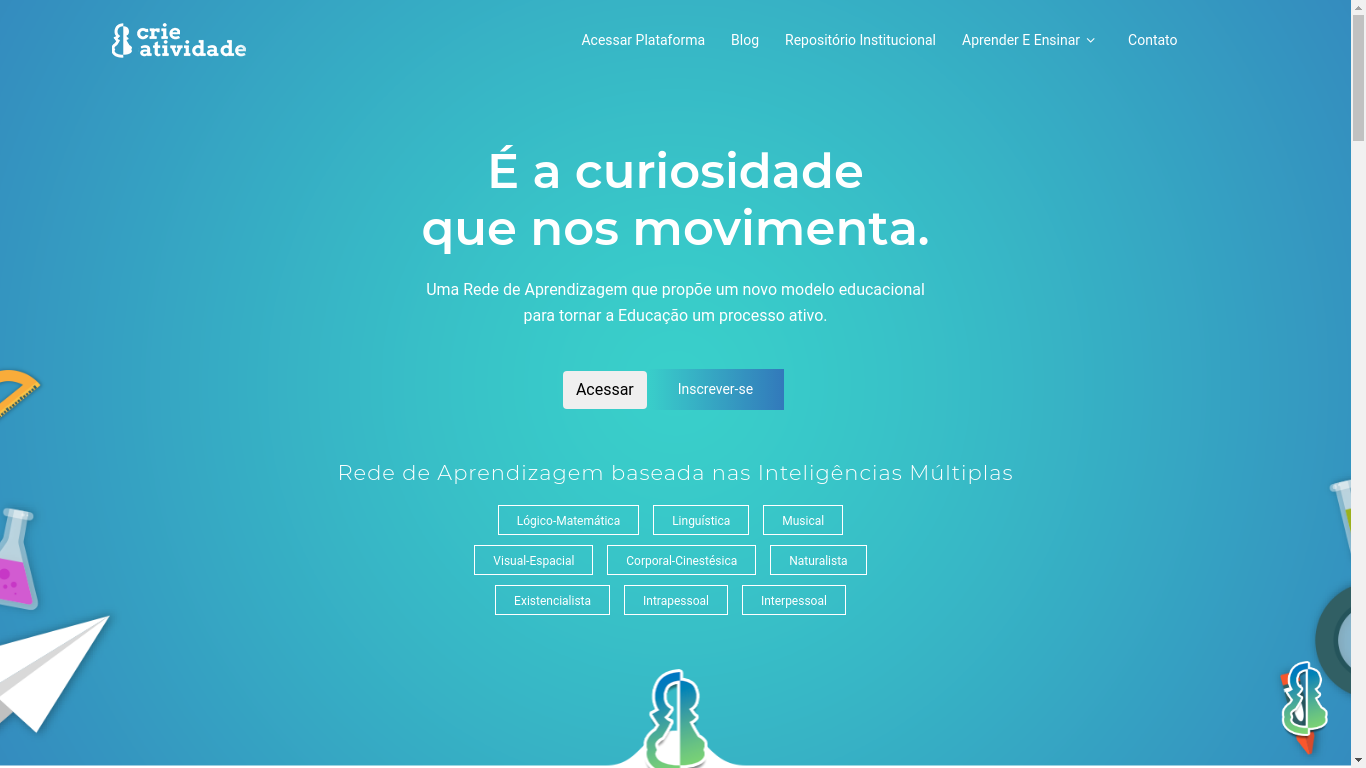 crie
atividade
Acessar Plataforma
Blog
Repositório Institucional
Aprender E Ensinar
Contato
É a curiosidade
que nos movimenta.
Uma Rede de Aprendizagem que propõe um novo modelo educacional
para tornar a Educação um processo ativo.
Acessar
Inscrever-se
Rede de Aprendizagem baseada nas Inteligências Múltiplas
Lógico-Matemática
Linguística
Musical
Visual-Espacial
Corporal-Cinestésica
Naturalista
Existencialista
Intrapessoal
Interpessoal